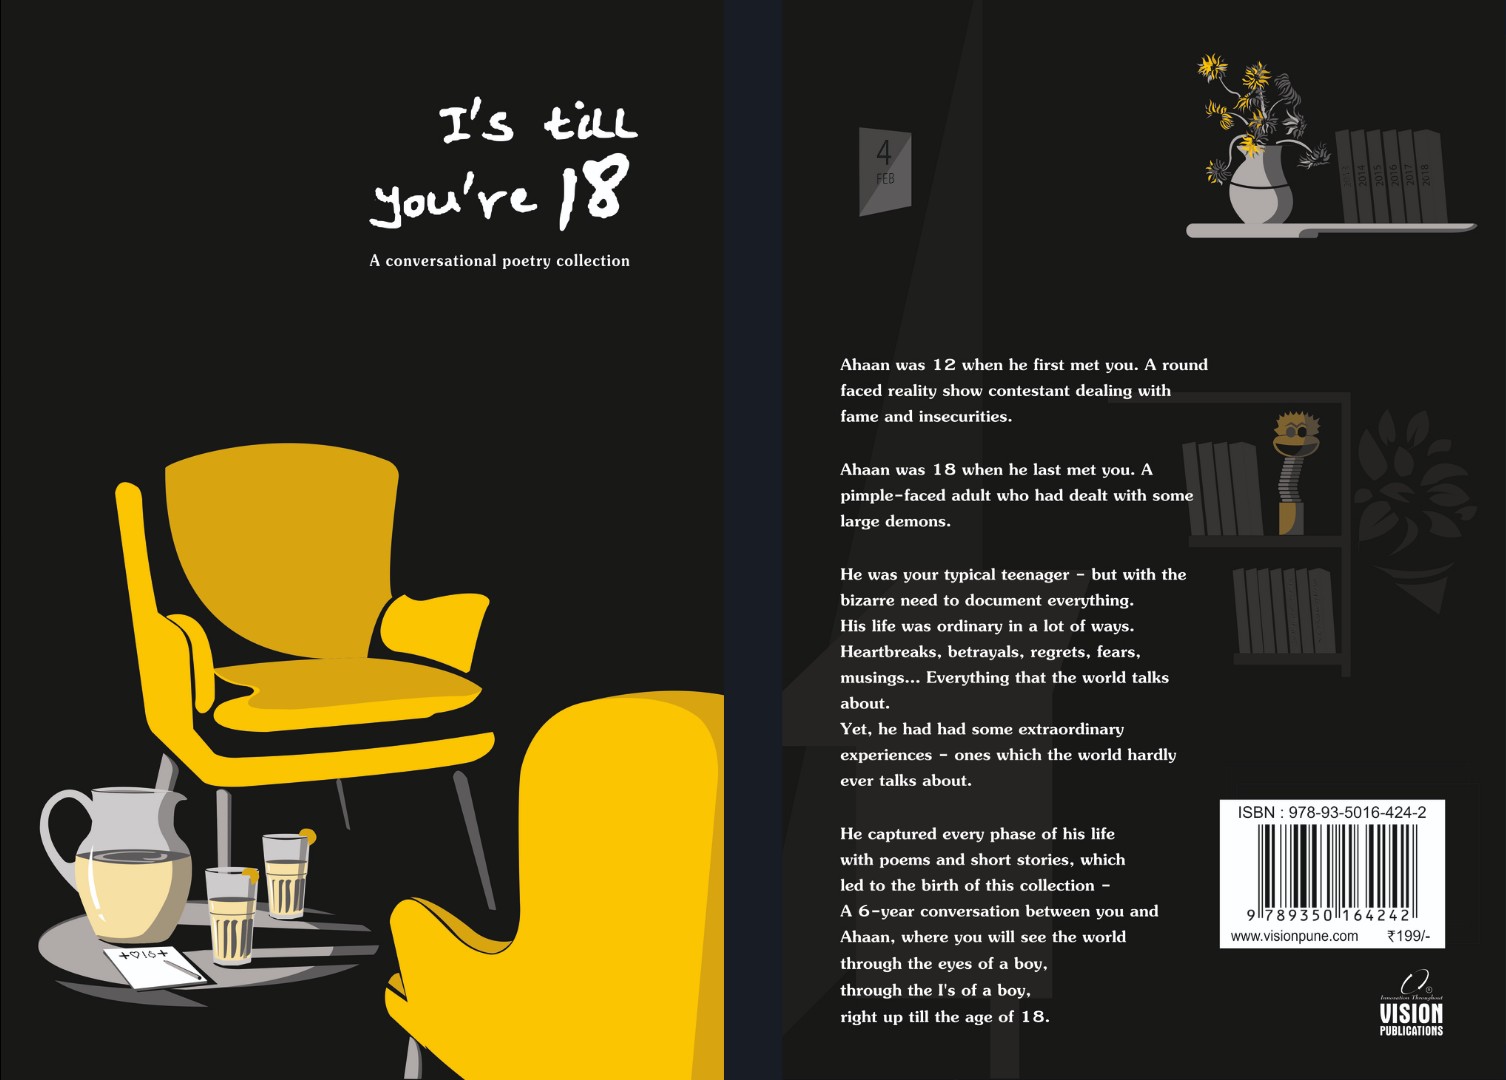 I's till
you're 18
A conversational poetry collection
4
FEB
2014
2015
2016
2017
2018
Ahaan was 12 when he first met you. A round
faced reality show contestant dealing with
fame and insecurities.
Ahaan was 18 when he last met you. A
pimple-faced adult who had dealt with some
large demons.
He was your typical teenager - but with the
bizarre need to document everything.
His life was ordinary in a lot of ways.
Heartbreaks, betrayals, regrets, fears,
musings... Everything that the world talks
about.
Yet, he had had some extraordinary
experiences - ones which the world hardly
ever talks about.
He captured every phase of his life
with poems and short stories, which
led to the birth of this collection -
A 6-year conversation between you and
Ahaan, where you will see the world
through the eyes of a boy,
through the I's of a boy,
right up till the age of 18.
ISBN : 978-93-5016-424-2
9 789350 164242
www.visionpune.com ₹199/-
Innovation Throughout
VISION
PUBLICATIONS